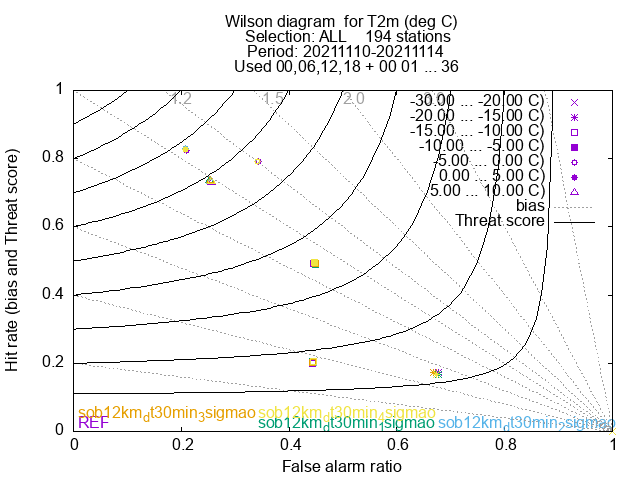 Wilson diagram for T2m (deg C)
Selection: ALL 194 stations
Period: 20211110-20211114
Used 00,06,12,18 + 00 01 ... 36
1.2 1.5 2.0
-30.00 ... -20.00 C)
-20.00 ... -15.00 C)
-15.00 ... -10.00 C)
-10.00 ... -5.00 C)
-5.00 ... 0.00 C)
0.00 ... 5.00 C)
5.00 ... 10.00 C)
bias
Threat score
1
0.8
0.6
0.4
0.2
0
Hit rate (bias and Threat score)
sob12km_dt30min_3sigmao sob12km_dt30min_4sigmao
REF sob12km_dt30min_1sigmao sob12km_dt30min_2sigmao
0 0.2 0.4 0.6 0.8 1
False alarm ratio